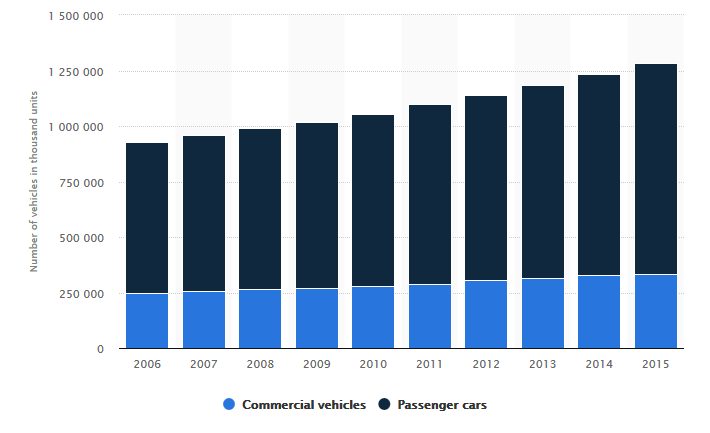 Number of vehicles in thousand units
1 500 000
1 250 000
1 000 000
750 000
500 000
250 000
0
2006 2007 2008 2009 2010 2011 2012 2013 2014 2015
Commercial vehicles Passenger cars